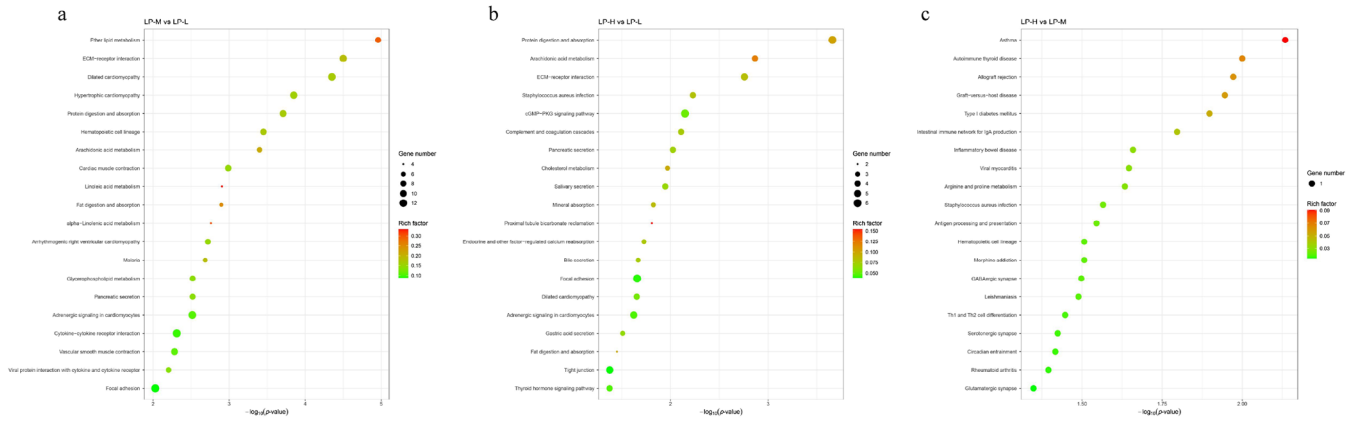 a
LP-M vs LP-L
Ether lipid metabolism
ECM-receptor interaction
Dilated cardiomyopathy
Hypertrophic cardiomyopathy
Protein digestion and absorption
Hematopoietic cell lineage
Arachidonic acid metabolism
Cardiac muscle contraction
Linoleic acid metabolism
Fat digestion and absorption
alpha-Linolenic acid metabolism
Arrhythmogenic right ventricular cardiomyopathy
Malaria
Glycerophospholipid metabolism
Pancreatic secretion
Adrenergic signaling in cardiomyocytes
Cytokine-cytokine receptor interaction
Vascular smooth muscle contraction
Viral protein interaction with cytokine and cytokine receptor
Focal adhesion
2 3 4 5
−log10(p-value)
Gene number
4
6
8
10
12
Rich factor
0.30
0.25
0.20
0.15
0.10
b
LP-H vs LP-L
Protein digestion and absorption
Arachidonic acid metabolism
ECM-receptor interaction
Staphylococcus aureus infection
cGMP-PKG signaling pathway
Complement and coagulation cascades
Pancreatic secretion
Cholesterol metabolism
Salivary secretion
Mineral absorption
Proximal tubule bicarbonate reclamation
Endocrine and other factor-regulated calcium reabsorption
Bile secretion
Focal adhesion
Dilated cardiomyopathy
Adrenergic signaling in cardiomyocytes
Gastric acid secretion
Fat digestion and absorption
Tight junction
Thyroid hormone signaling pathway
2 3
−log10(p-value)
Gene number
2
3
4
5
6
Rich factor
0.150
0.125
0.100
0.075
0.050
c
LP-H vs LP-M
Asthma
Autoimmune thyroid disease
Allograft rejection
Graft-versus-host disease
Type I diabetes mellitus
Intestinal immune network for IgA production
Inflammatory bowel disease
Viral myocarditis
Arginine and proline metabolism
Staphylococcus aureus infection
Antigen processing and presentation
Hematopoietic cell lineage
Morphine addiction
GABAergic synapse
Leishmaniasis
Th1 and Th2 cell differentiation
Serotonergic synapse
Circadian entrainment
Rheumatoid arthritis
Glutamatergic synapse
1.50 1.75 2.00
−log10(p-value)
Gene number
1
Rich factor
0.09
0.07
0.05
0.03